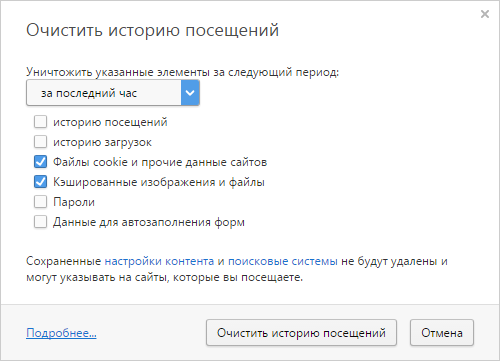 Очистить историю посещений
Уничтожить указанные элементы за следующий период:
за последний час
историю посещений
историю загрузок
Файлы cookie и прочие данные сайтов
Кэшированные изображения и файлы
Пароли
Данные для автозаполнения форм
Сохраненные настройки контента и поисковые системы не будут удалены и
могут указывать на сайты, которые вы посещаете.
Подробнее...
Очистить историю посещений
Отмена